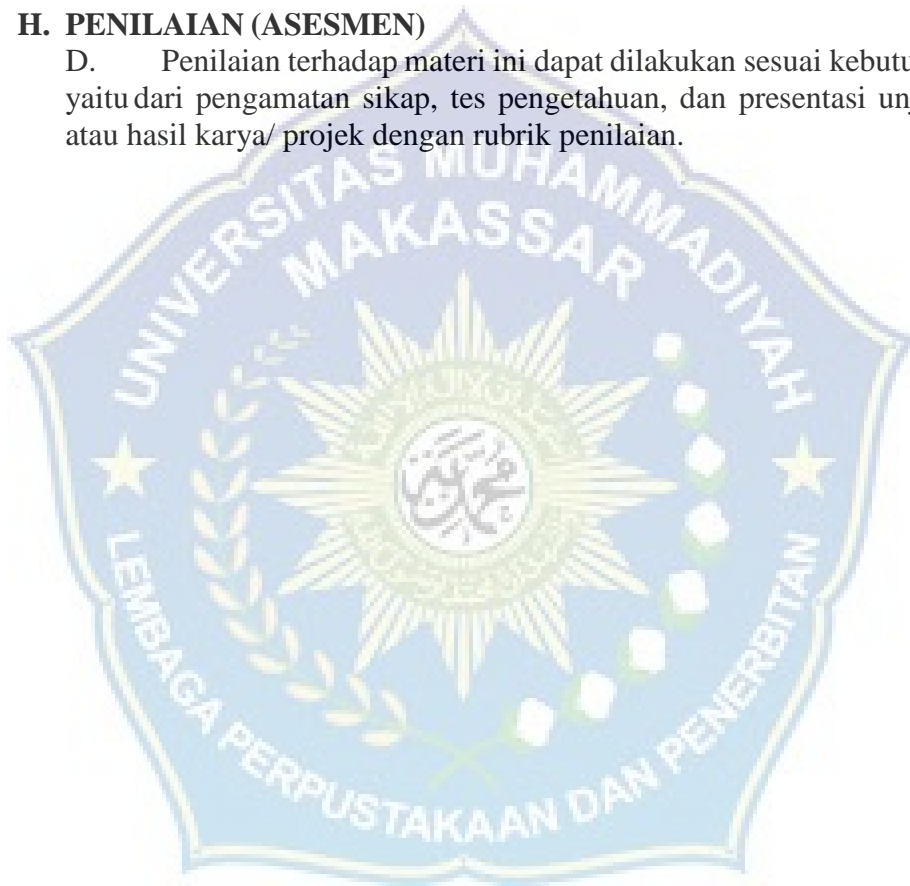 H. PENILAIAN (ASESMEN)
D. Penilaian terhadap materi ini dapat dilakukan sesuai
yaitu dari pengamatan sikap, tes pengetahuan, dan presentasi
atau hasil karya/ projek dengan rubrik penilaian.
UNIVERSITAS MUHAMMADIYAH
MAKASSAR
LEMBAGA PERPUSTAKAAN DAN PENERBITAN